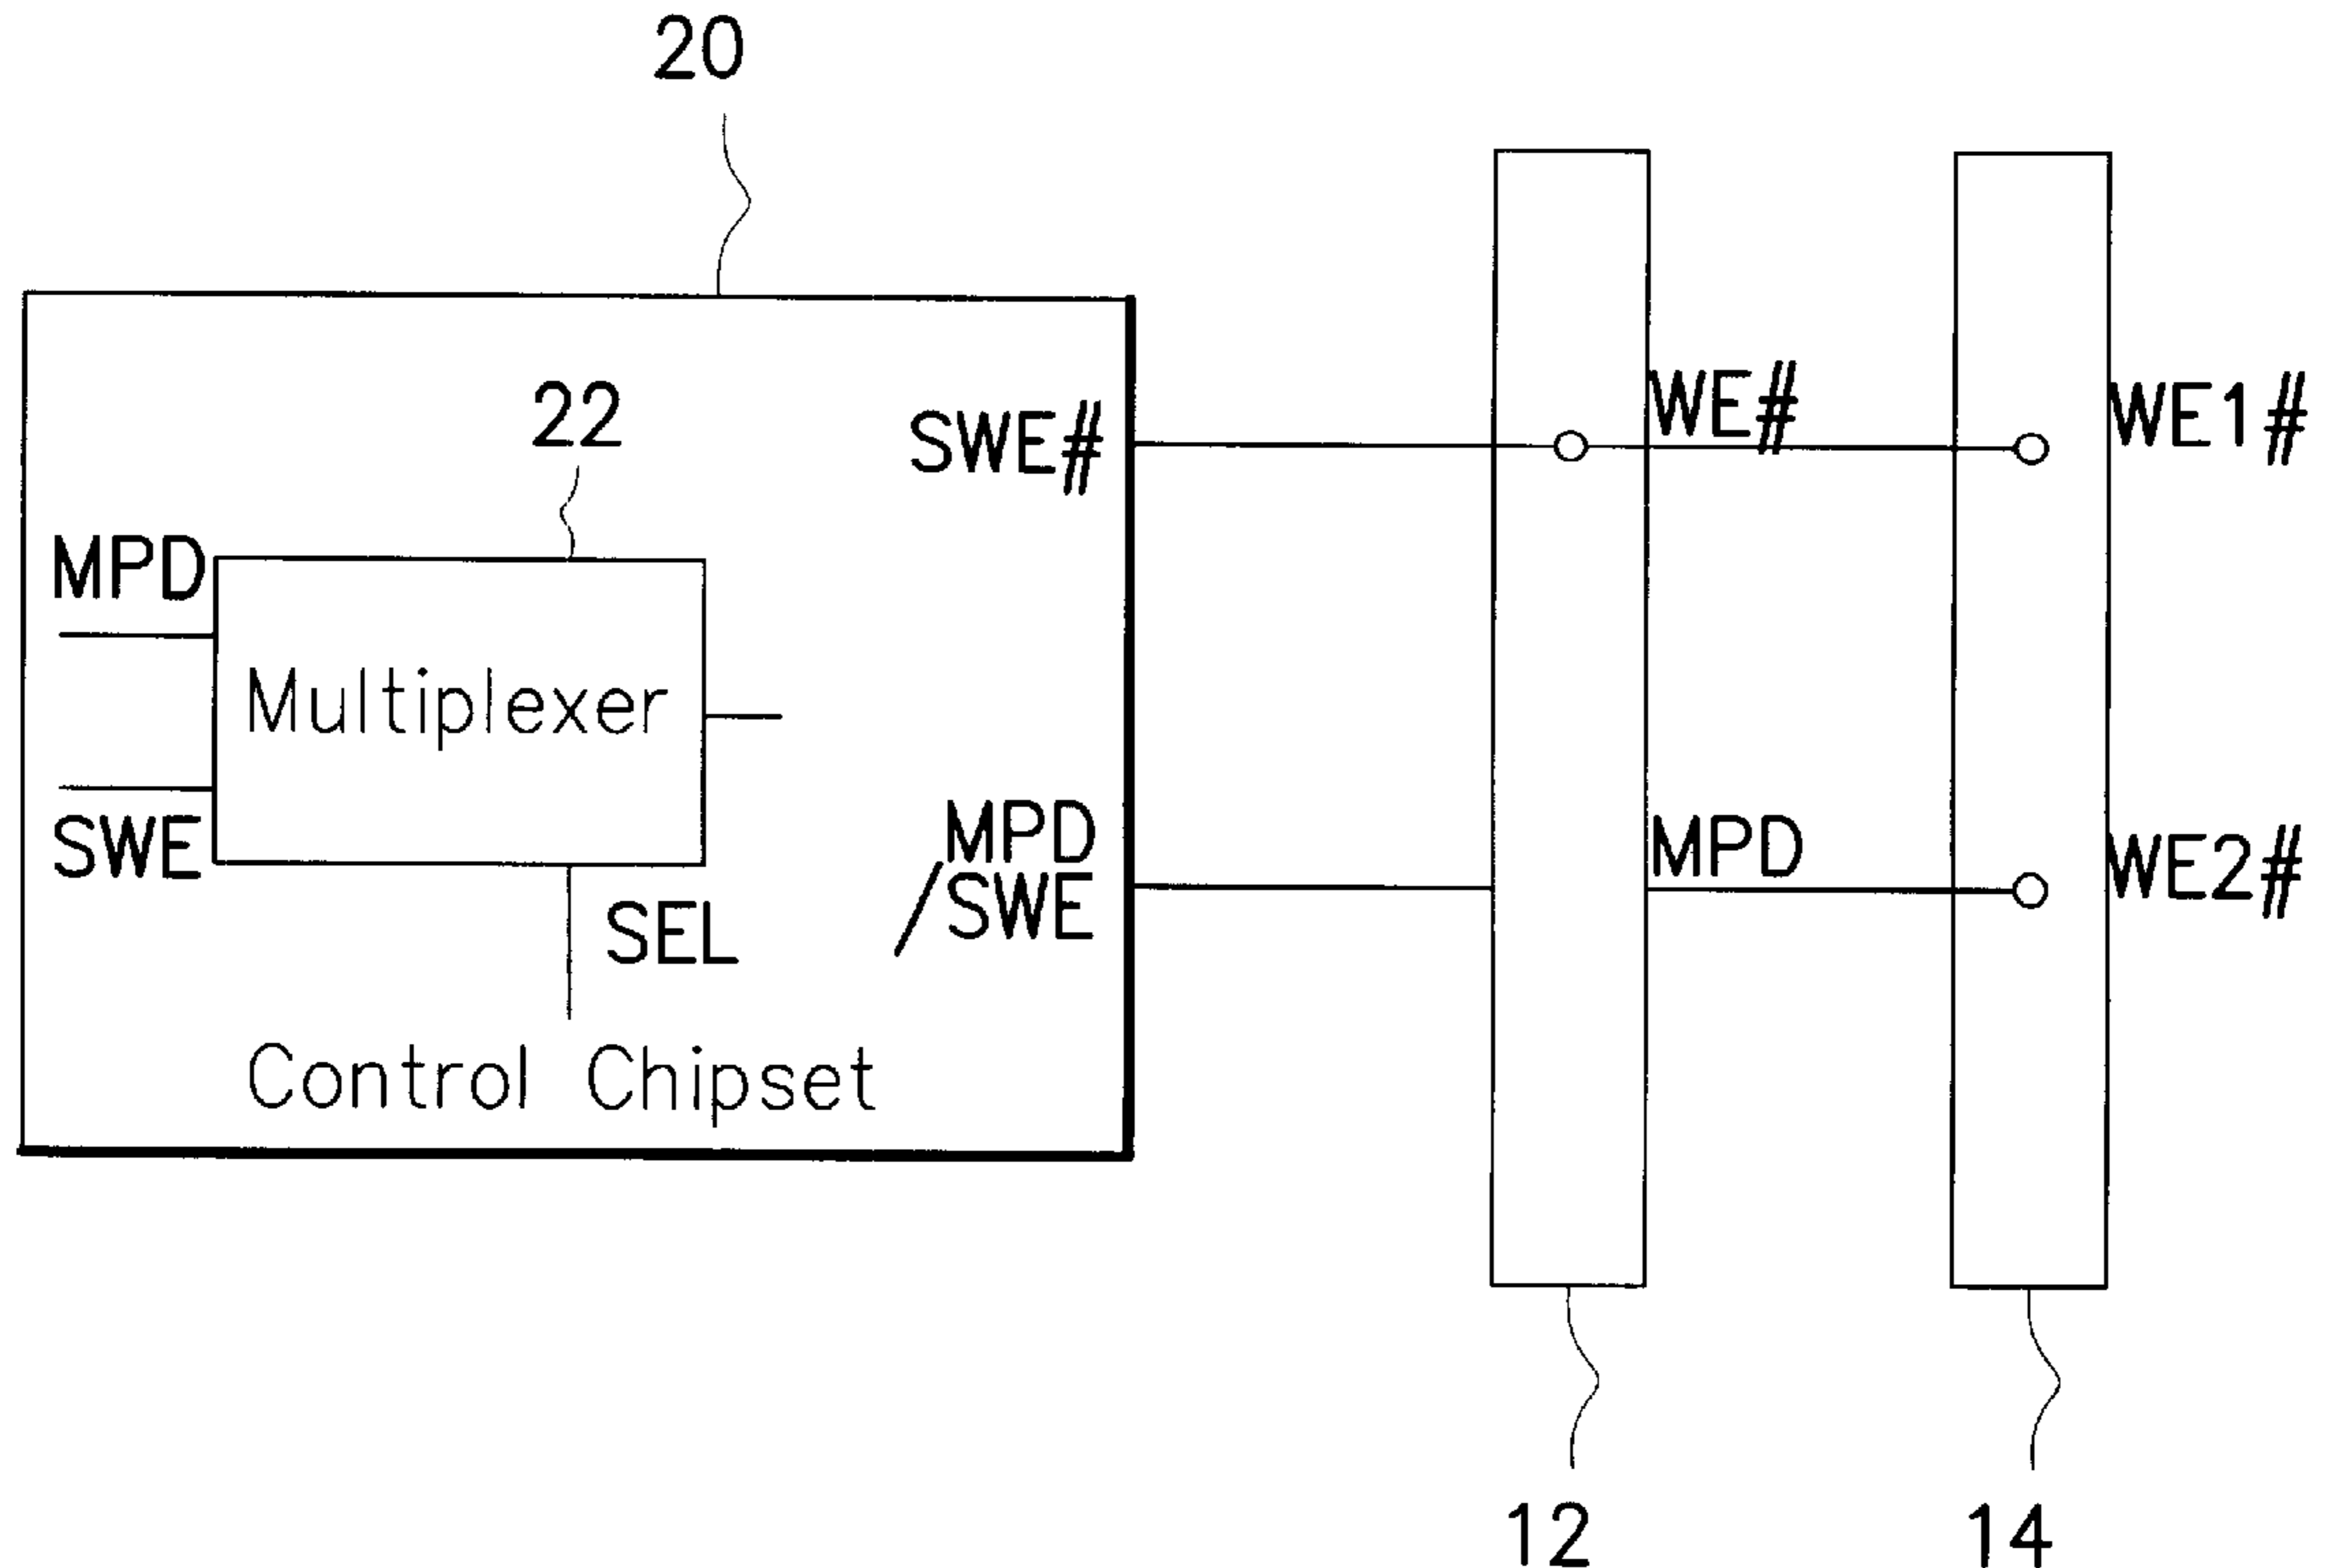 20
22
SWE#
WE#
WE1#
MPD
Multiplexer
SWE
SEL
MPD
/SWE
MPD
WE2#
Control Chipset
12
14